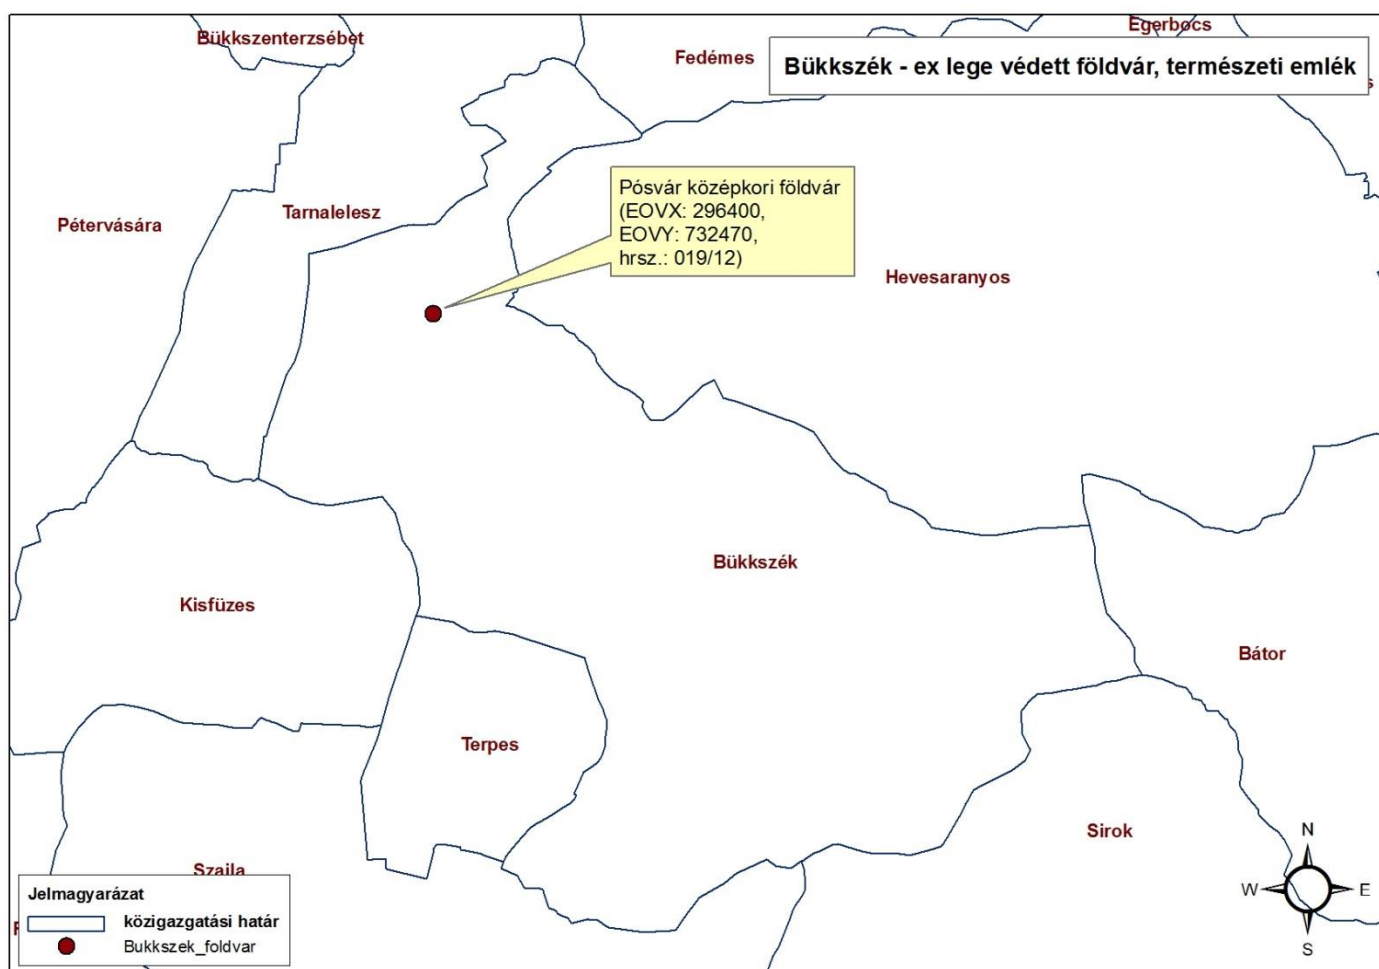 Bükkszenterzsébet
Fedémes
Egerbocs
Bükkszék - ex lege védett földvár, természeti emlék
Pétervására
Tarnalelesz
Pósvár középkori földvár
(EOVX: 296400,
EOVY: 732470,
hrsz.: 019/12)
Hevesaranyos
Bükkszék
Kisfüzes
Bátor
Terpes
Sirok
Szajla
N
W
E
S
Jelmagyarázat
közigazgatási határ
Bukkszek_foldvar